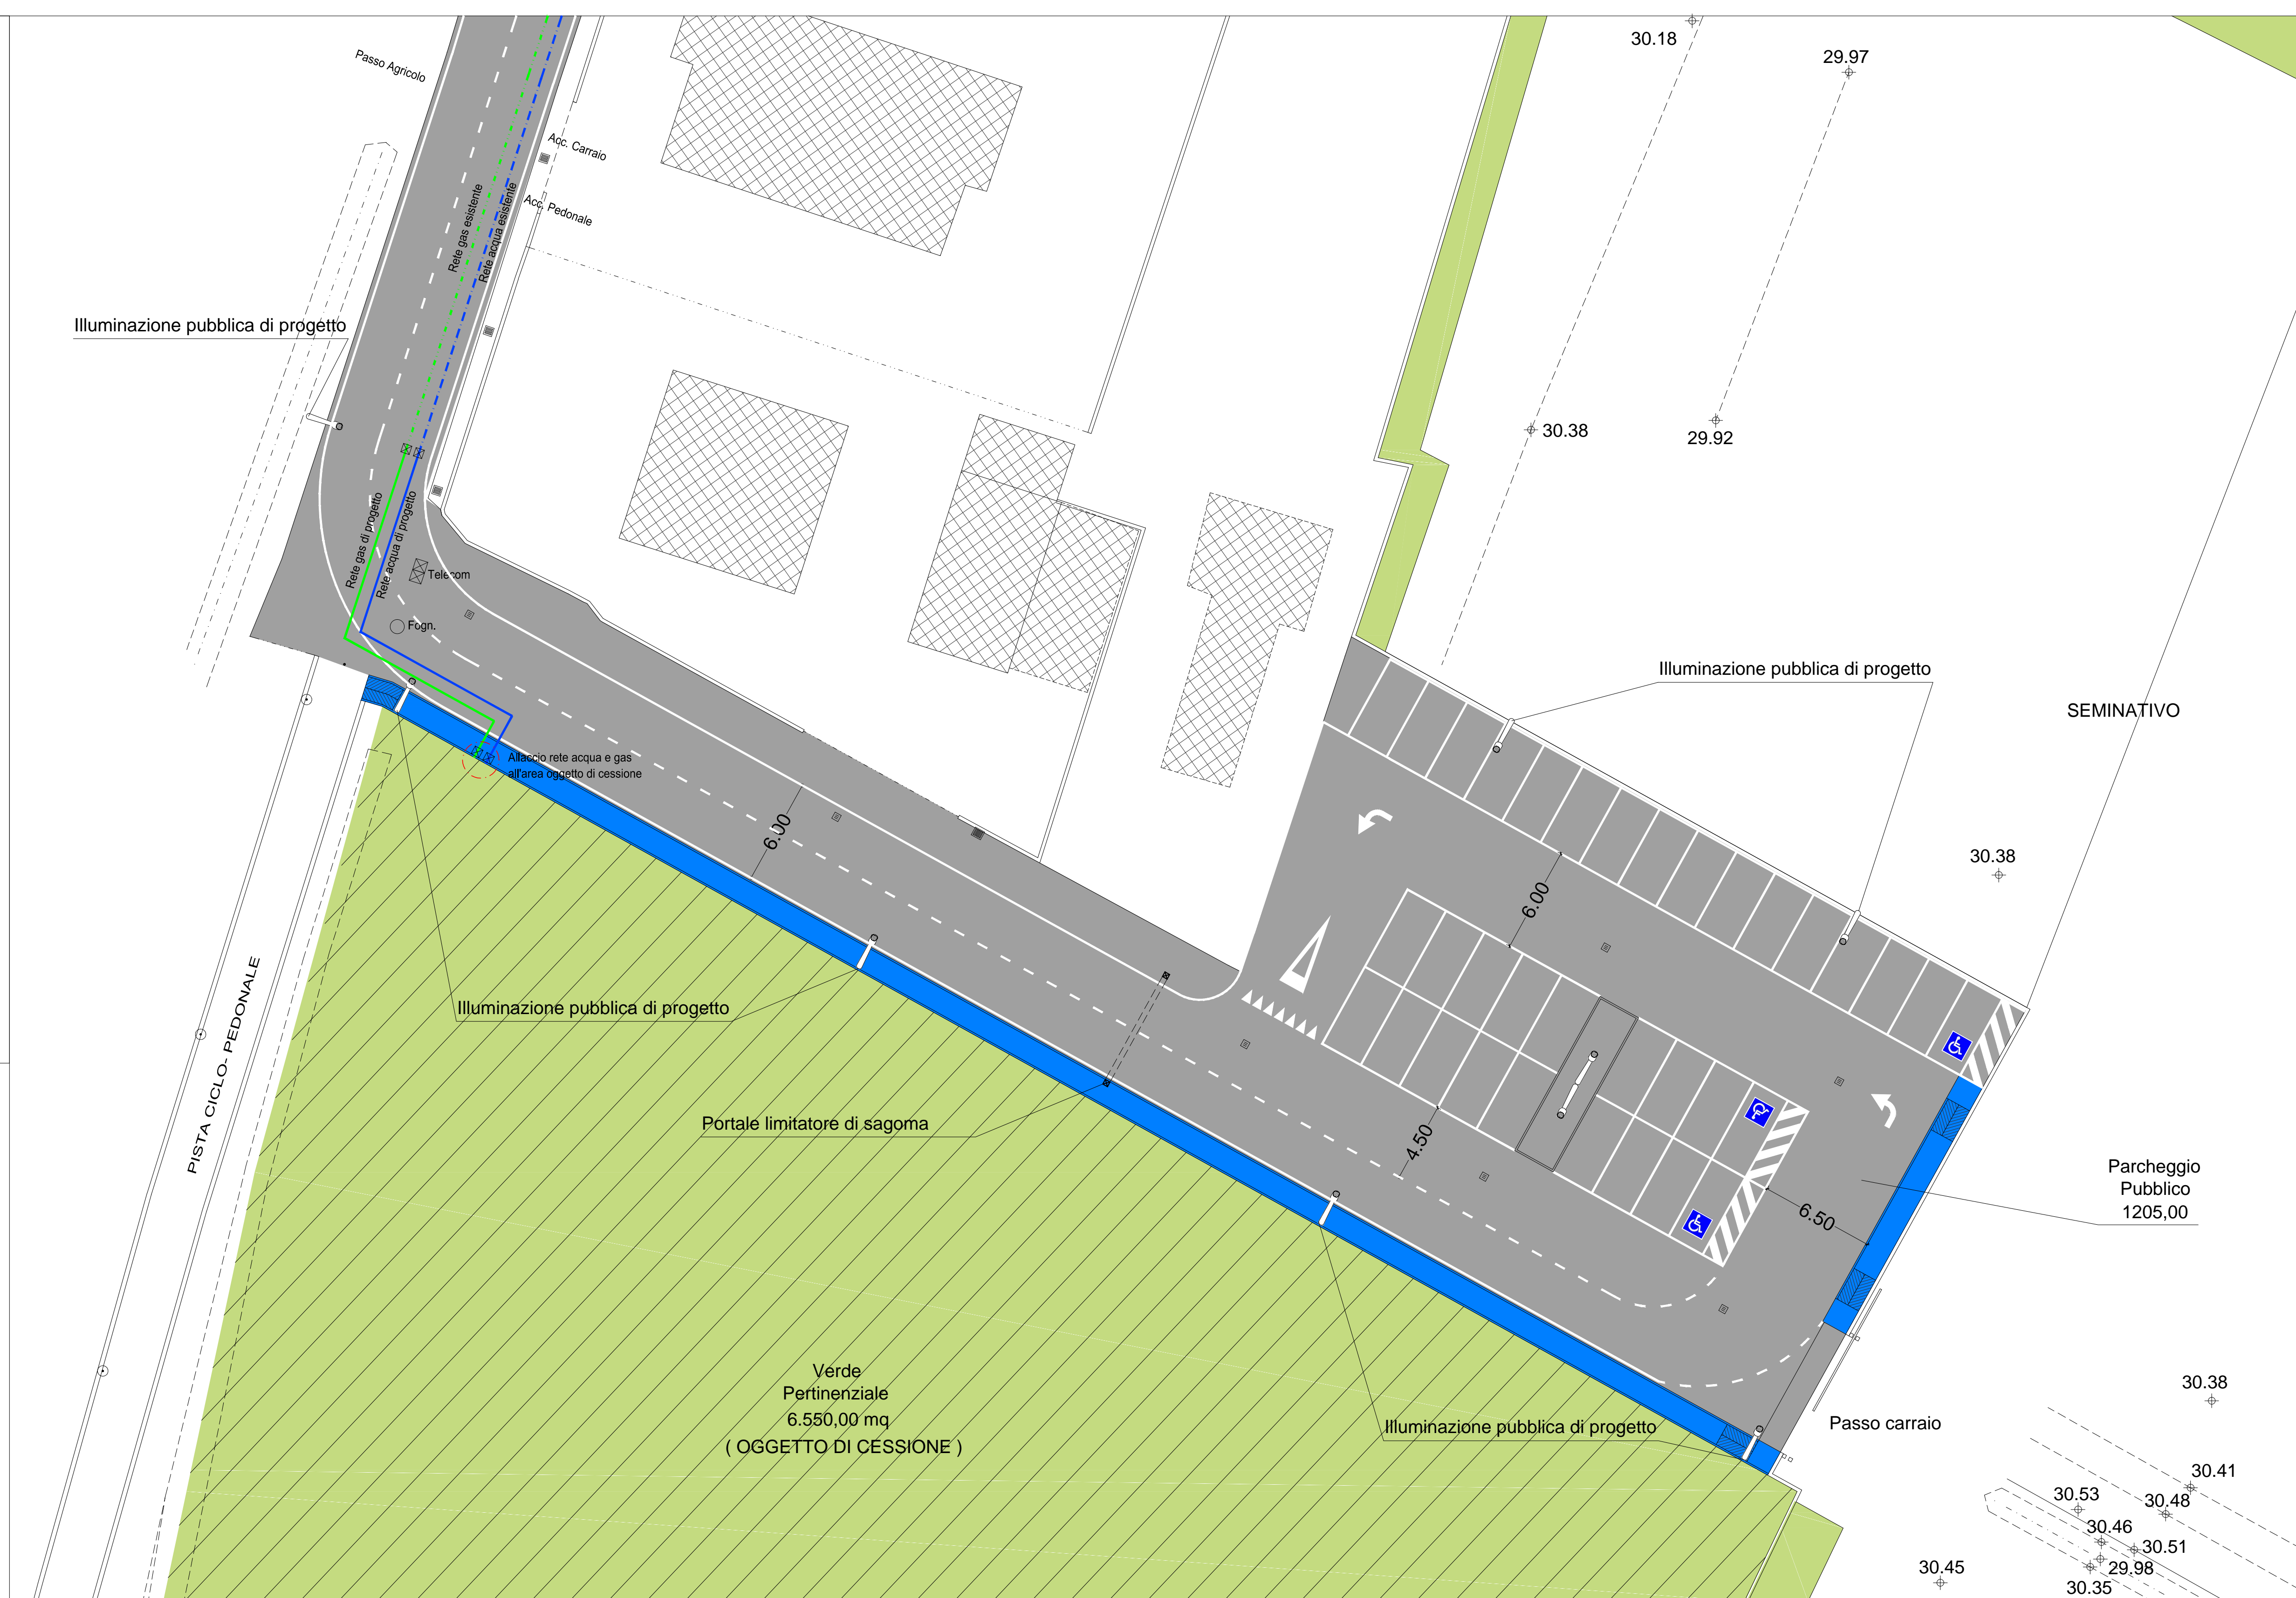 30.18
29.97
Passo Agricolo
Acc. Carraio
Acc. Pedonale
Rete gas esistente
Rete acqua esistente
Illuminazione pubblica di progetto
30.38
29.92
Rete gas di progetto
Rete acqua di progetto
Telecom
Fogn.
Illuminazione pubblica di progetto
SEMINATIVO
Allaccio rete acqua e gas
all'area oggetto di cessione
6.00
30.38
6.00
PISTA CICLO- PEDONALE
Illuminazione pubblica di progetto
Portale limitatore di sagoma
4.50
6.50
Parcheggio
Pubblico
1205,00
Verde
Pertinenziale
6.550,00 mq
( OGGETTO DI CESSIONE )
Illuminazione pubblica di progetto
Passo carraio
30.38
30.41
30.53
30.48
30.46
30.51
29.98
30.45
30.35